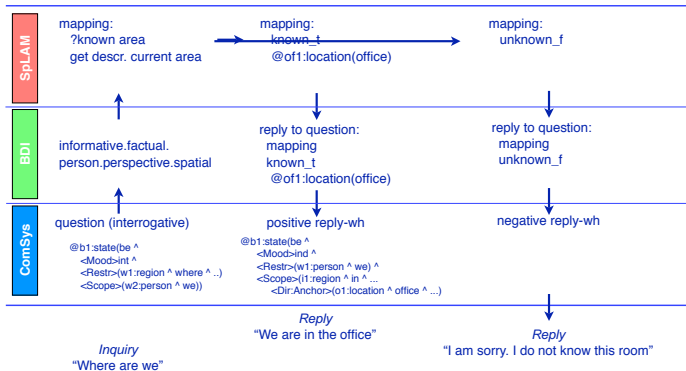 SpLAM
mapping:
?known area
get descr. current area
mapping:
known_t
@of1:location(office)
mapping:
unknown_f
BDI
informative.factual.
person.perspective.spatial
reply to question:
mapping
known_t
@of1:location(office)
reply to question:
mapping
unknown_f
ComSys
question (interrogative)
@b1:state(be ^
<Mood>int ^
<Restr>(w1:region ^ where ^ ..)
<Scope>(w2:person ^ we))
positive reply-wh
@b1:state(be ^
<Mood>ind ^
<Restr>(w1:person ^ we) ^
<Scope>(i1:region ^ in ^ ...
<Dir:Anchor>(o1:location ^ office ^ ...)
negative reply-wh
Inquiry
“Where are we”
Reply
“We are in the office”
Reply
“I am sorry. I do not know this room”